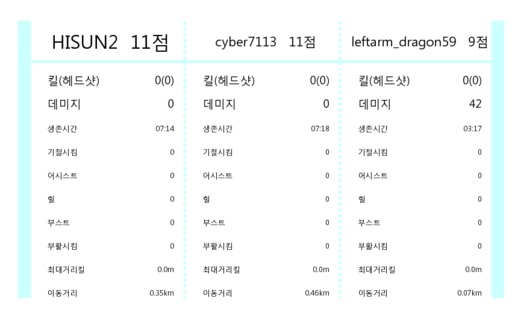 HISUN2 11점 cyber7113 11점 leftarm_dragon59 9점
킬(헤드샷) 0(0) 킬(헤드샷) 0(0) 킬(헤드샷) 0(0)
데미지 0 데미지 0 데미지 42
생존시간 07:14 생존시간 07:18 생존시간 03:17
기절시킴 0 기절시킴 0 기절시킴 0
어시스트 0 어시스트 0 어시스트 0
힐 0 힐 0 힐 0
부스트 0 부스트 0 부스트 0
부활시킴 0 부활시킴 0 부활시킴 0
최대거리킬 0.0m 최대거리킬 0.0m 최대거리킬 0.0m
이동거리 0.35km 이동거리 0.46km 이동거리 0.07km